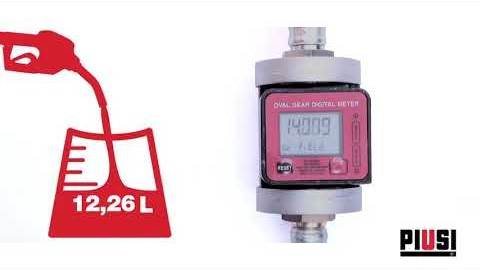 12,26 L
OVAL GEAR DIGITAL METER
14.009
FIELD
RESET
PIUSI